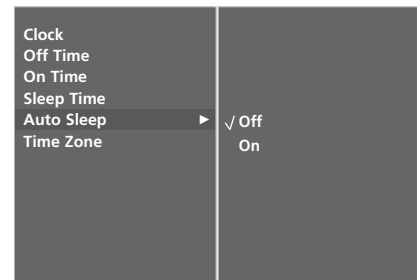 Clock
Off Time
On Time
Sleep Time
Auto Sleep ►
Time Zone
√ Off
On